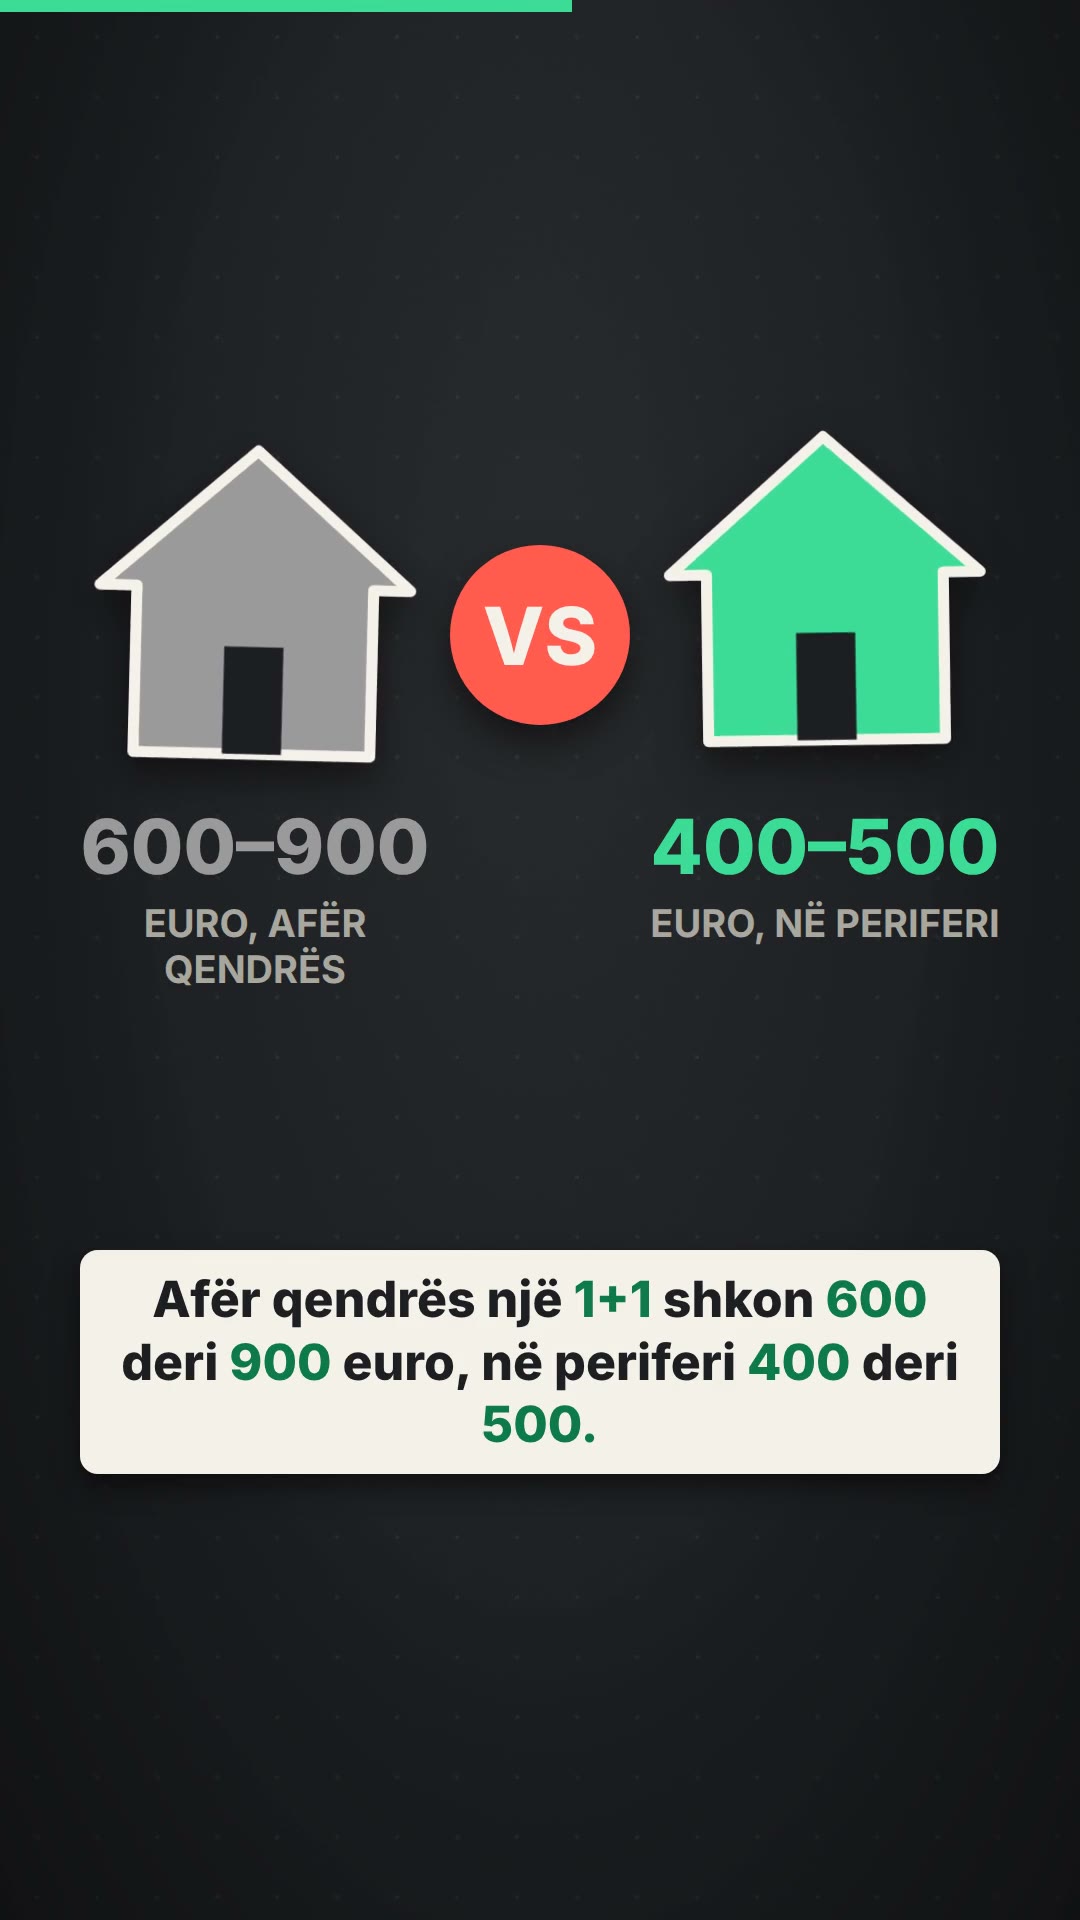 VS
600–900
EURO, AFËR
QENDRËS
400–500
EURO, NË PERIFERI
Afër qendrës një 1+1 shkon 600
deri 900 euro, në periferi 400 deri
500.